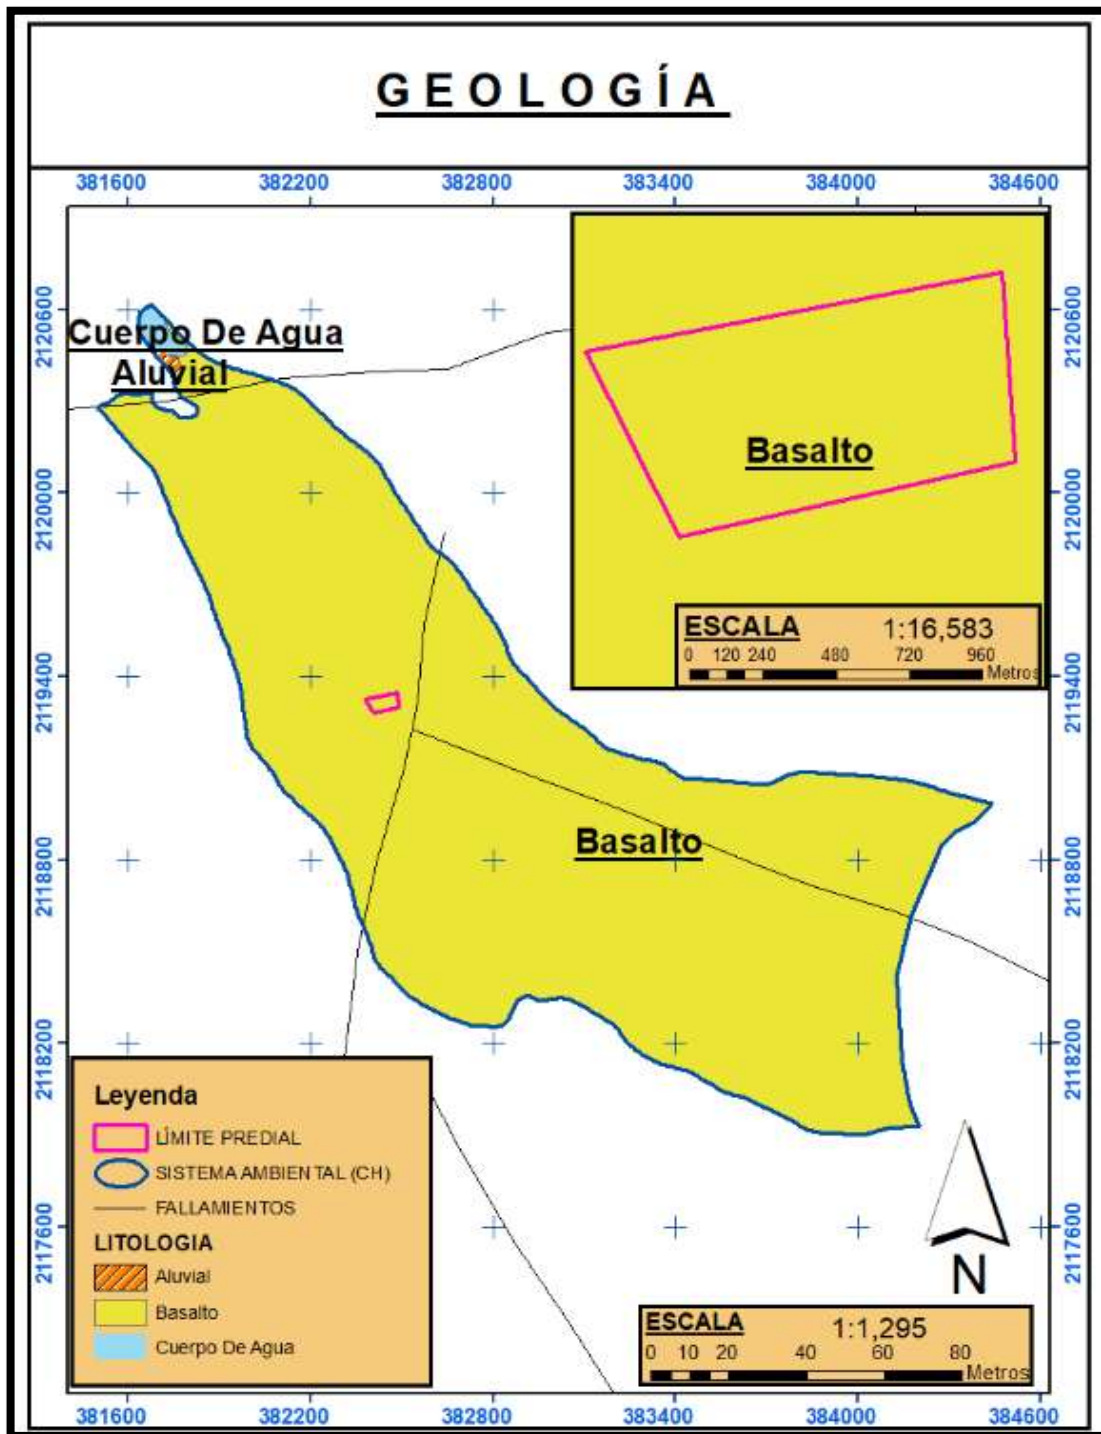 GEOLOGÍA
381600 382200 382800 383400 384000 384600
2120600 2120600
Cuerpo De Agua
Aluvial
Basalto
2120000 2120000
ESCALA 1:16,583
0 120 240 480 720 960
Metros
2119400 2119400
Basalto
2118800 2118800
2118200 2118200
Leyenda
LÍMITE PREDIAL
SISTEMA AMBIENTAL (CH)
FALLAMIENTOS
LITOLOGIA
Aluvial
Basalto
Cuerpo De Agua
2117600 2117600
N
ESCALA 1:1,295
0 10 20 40 60 80
Metros
381600 382200 382800 383400 384000 384600